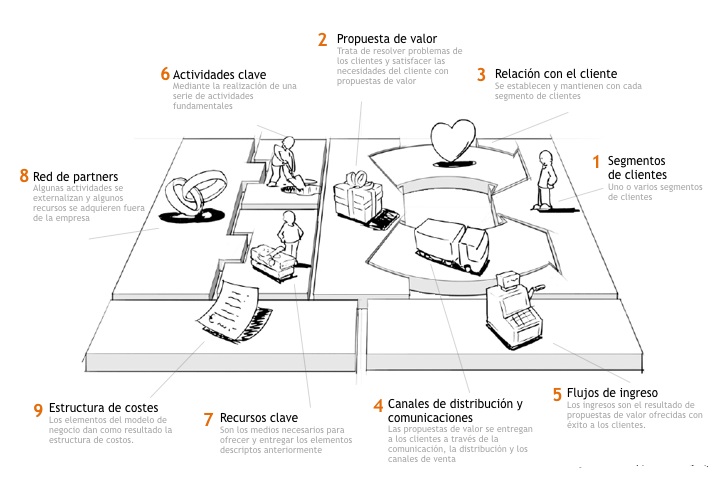 2 Propuesta de valor
Trata de resolver problemas de
los clientes y satisfacer las
necesidades del cliente con
propuestas de valor
6 Actividades clave
Mediante la realización de una
serie de actividades
fundamentales
3 Relación con el cliente
Se establecen y mantienen con cada
segmento de clientes
8 Red de partners
Algunas actividades se
externalizan y algunos
recursos se adquieren fuera
de la empresa
1 Segmentos
de clientes
Uno o varios segmentos
de clientes
9 Estructura de costes
Los elementos del modelo de
negocio dan como resultado la
estructura de costos.
7 Recursos clave
Son los medios necesarios para
ofrecer y entregar los elementos
descriptos anteriormente
4 Canales de distribución y
comunicaciones
Las propuestas de valor se entregan
a los clientes a través de la
comunicación, la distribución y los
canales de venta
5 Flujos de ingreso
Los ingresos son el resultado de
propuestas de valor ofrecidas con
éxito a los clientes.